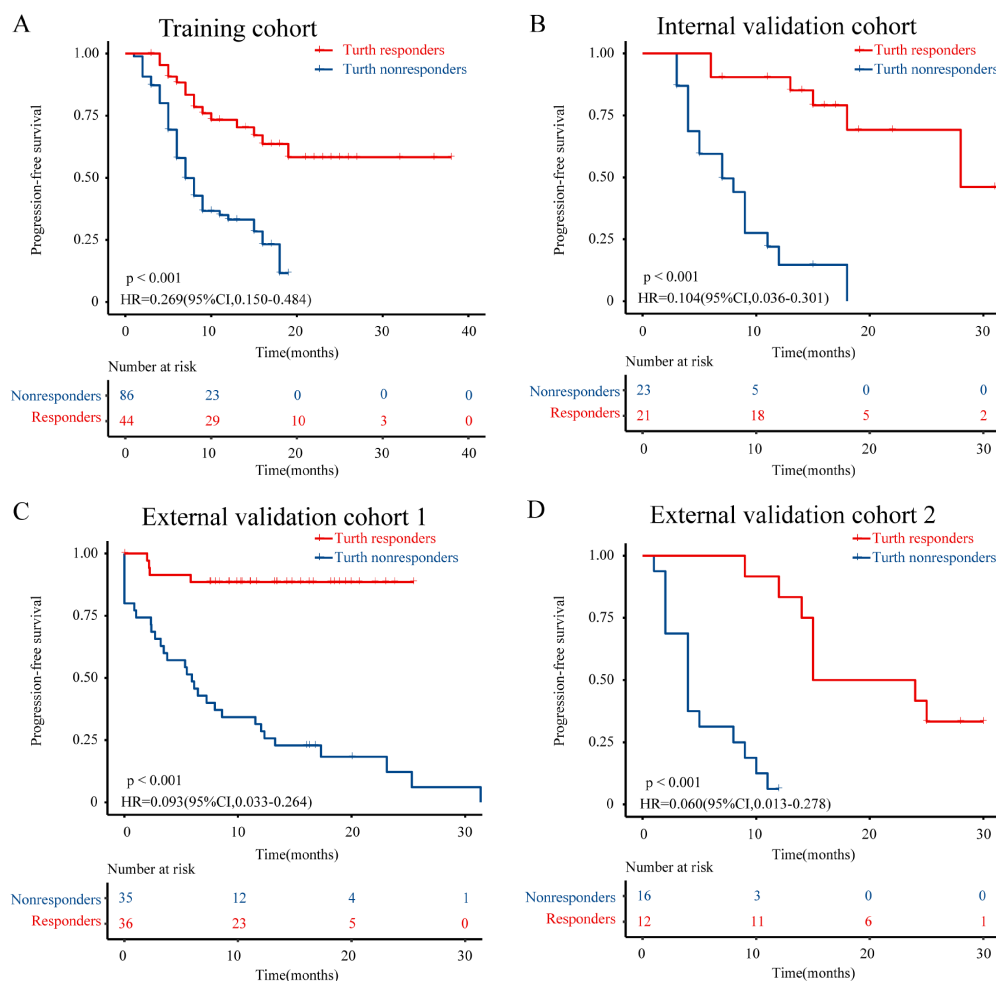 A
Training cohort
Turth responders
Turth nonresponders
Progression-free survival
1.00
0.75
0.50
0.25
0
p < 0.001
HR=0.269(95%CI,0.150-0.484)
0 10 20 30 40
Time(months)
Number at risk
Nonresponders 86 23 0 0 0
Responders 44 29 10 3 0
0 10 20 30 40
Time(months)
B
Internal validation cohort
Turth responders
Turth nonresponders
Progression-free survival
1.00
0.75
0.50
0.25
0
p < 0.001
HR=0.104(95%CI,0.036-0.301)
0 10 20 30
Time(months)
Number at risk
Nonresponders 23 5 0 0
Responders 21 18 5 2
0 10 20 30
Time(months)
C
External validation cohort 1
Turth responders
Turth nonresponders
Progression-free survival
1.00
0.75
0.50
0.25
0
p < 0.001
HR=0.093(95%CI,0.033-0.264)
0 10 20 30
Time(months)
Number at risk
Nonresponders 35 12 4 1
Responders 36 23 5 0
0 10 20 30
Time(months)
D
External validation cohort 2
Turth responders
Turth nonresponders
Progression-free survival
1.00
0.75
0.50
0.25
0
p < 0.001
HR=0.060(95%CI,0.013-0.278)
0 10 20 30
Time(months)
Number at risk
Nonresponders 16 3 0 0
Responders 12 11 6 1
0 10 20 30
Time(months)